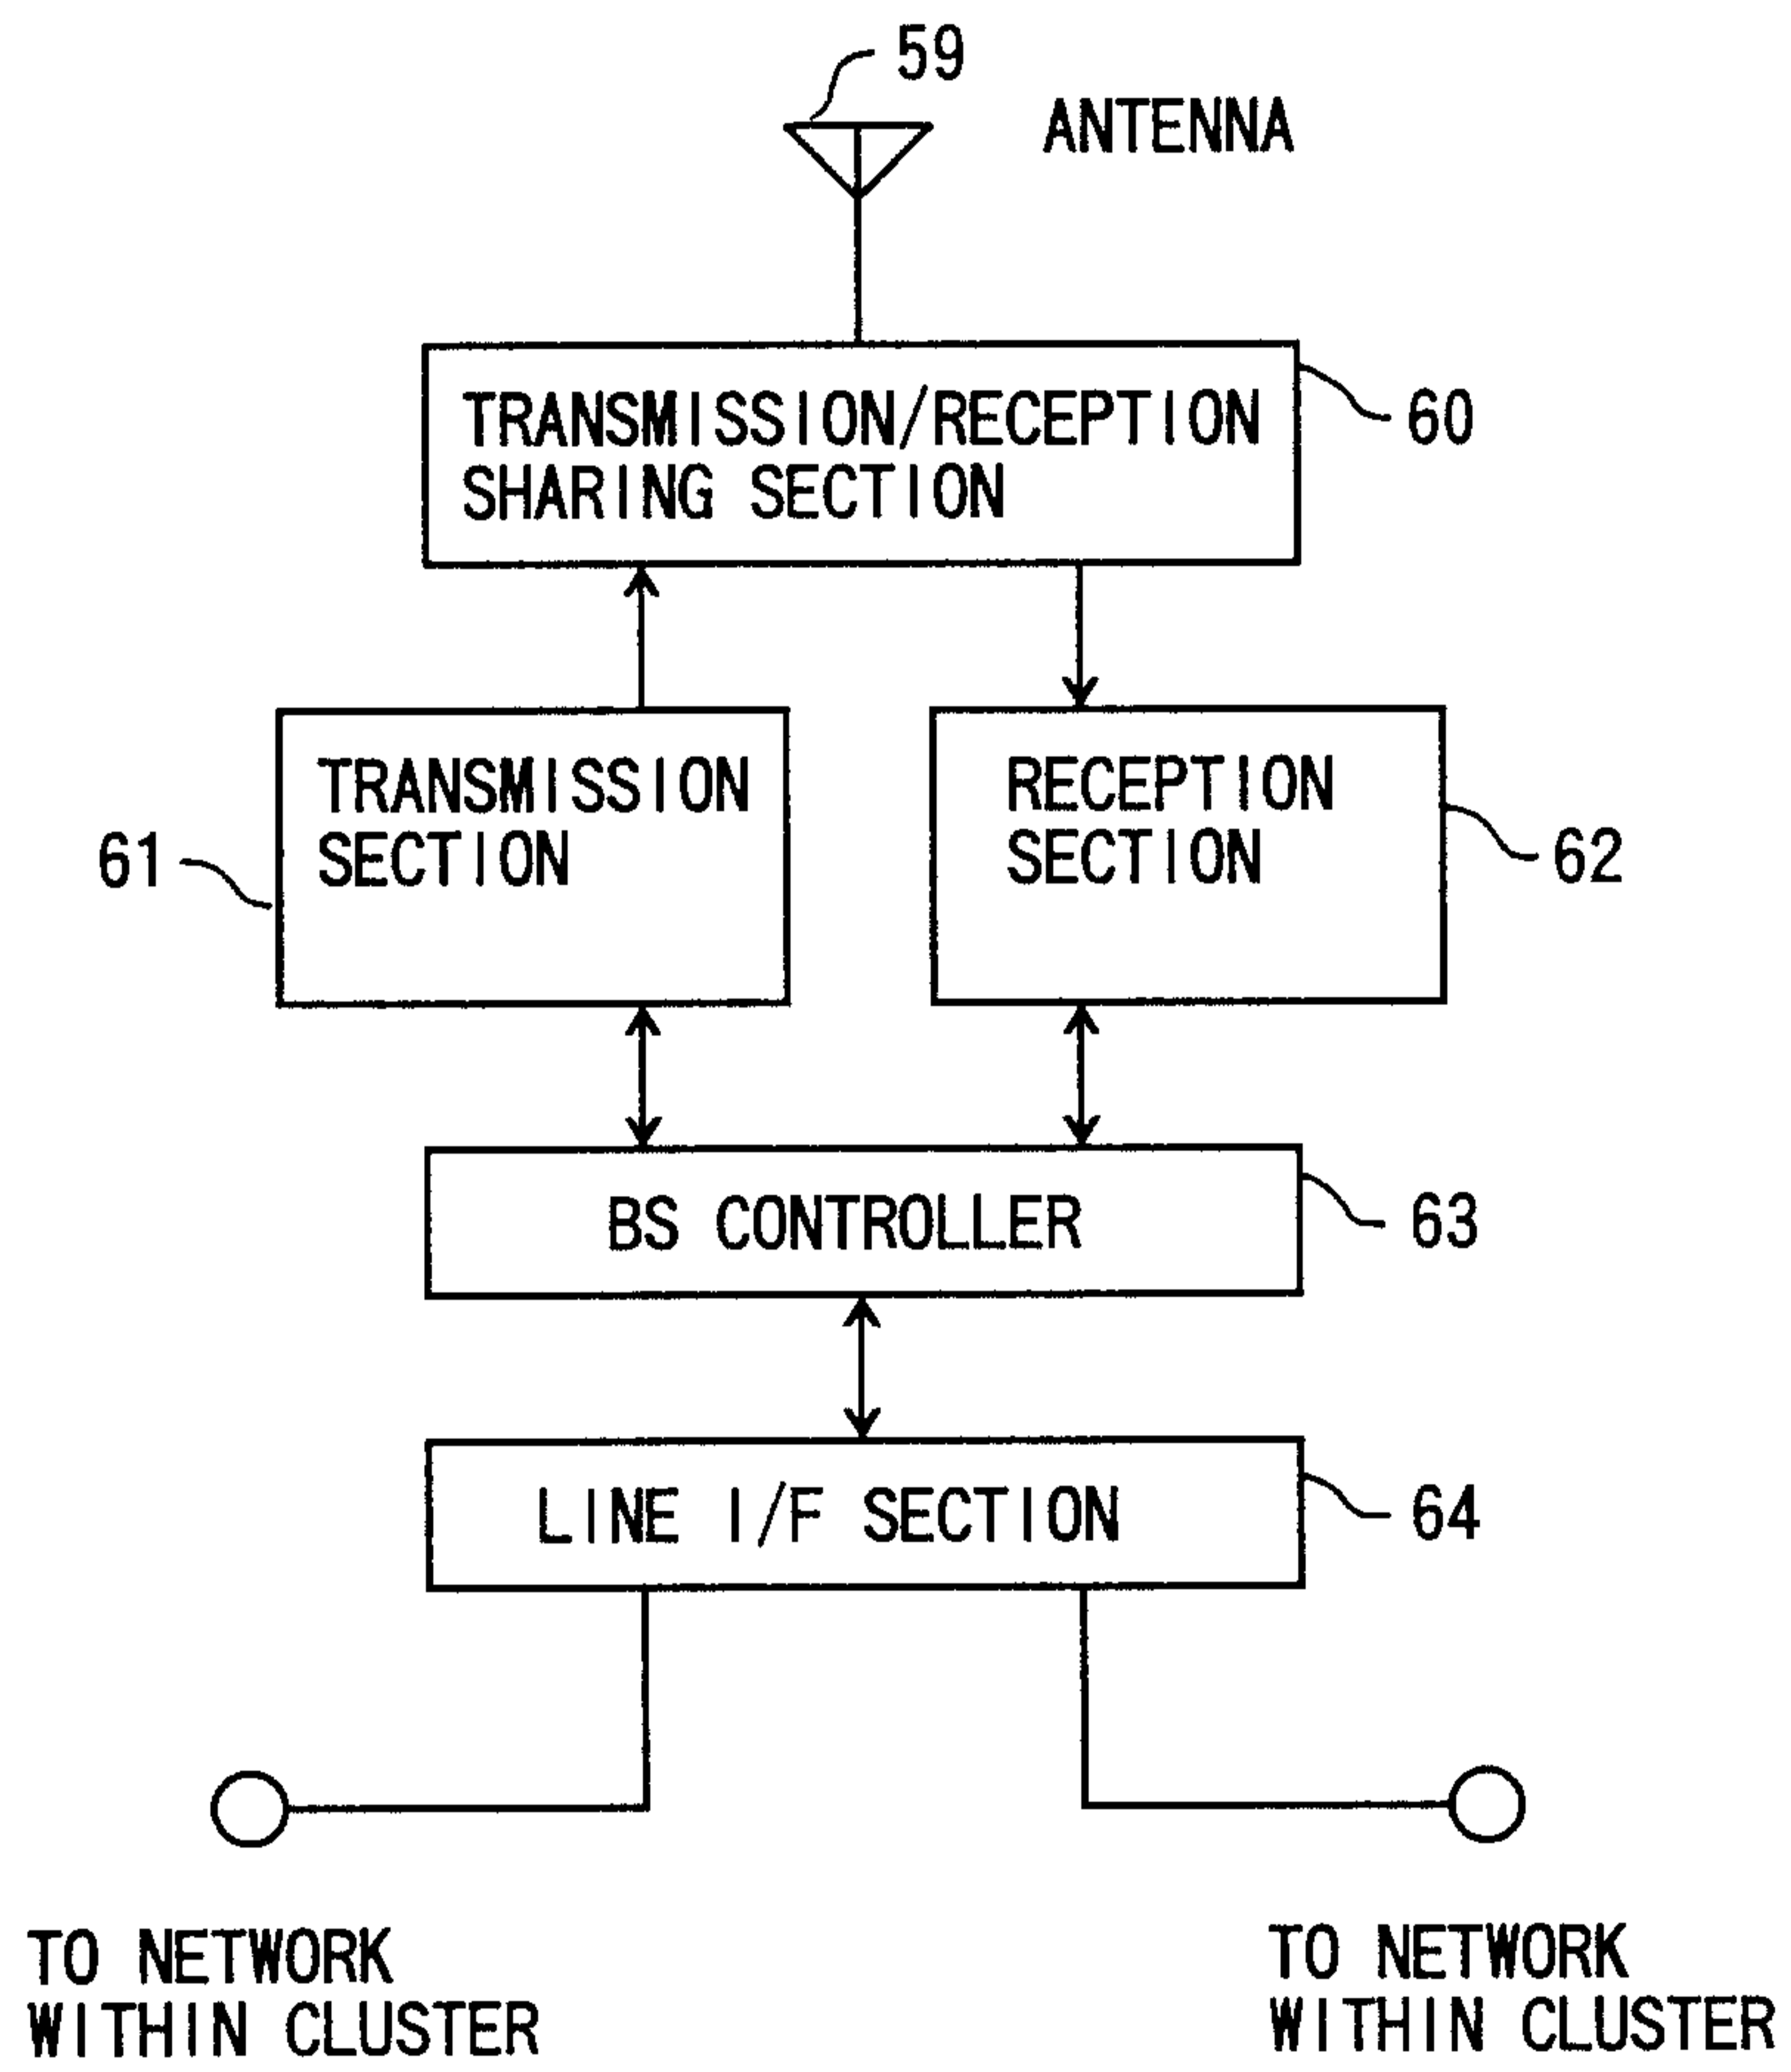 59
ANTENNA
TRANSMISSION/RECEPTION
SHARING SECTION
60
TRANSMISSION
SECTION
61
RECEPTION
SECTION
62
BS CONTROLLER
63
LINE I/F SECTION
64
TO NETWORK
WITHIN CLUSTER
TO NETWORK
WITHIN CLUSTER